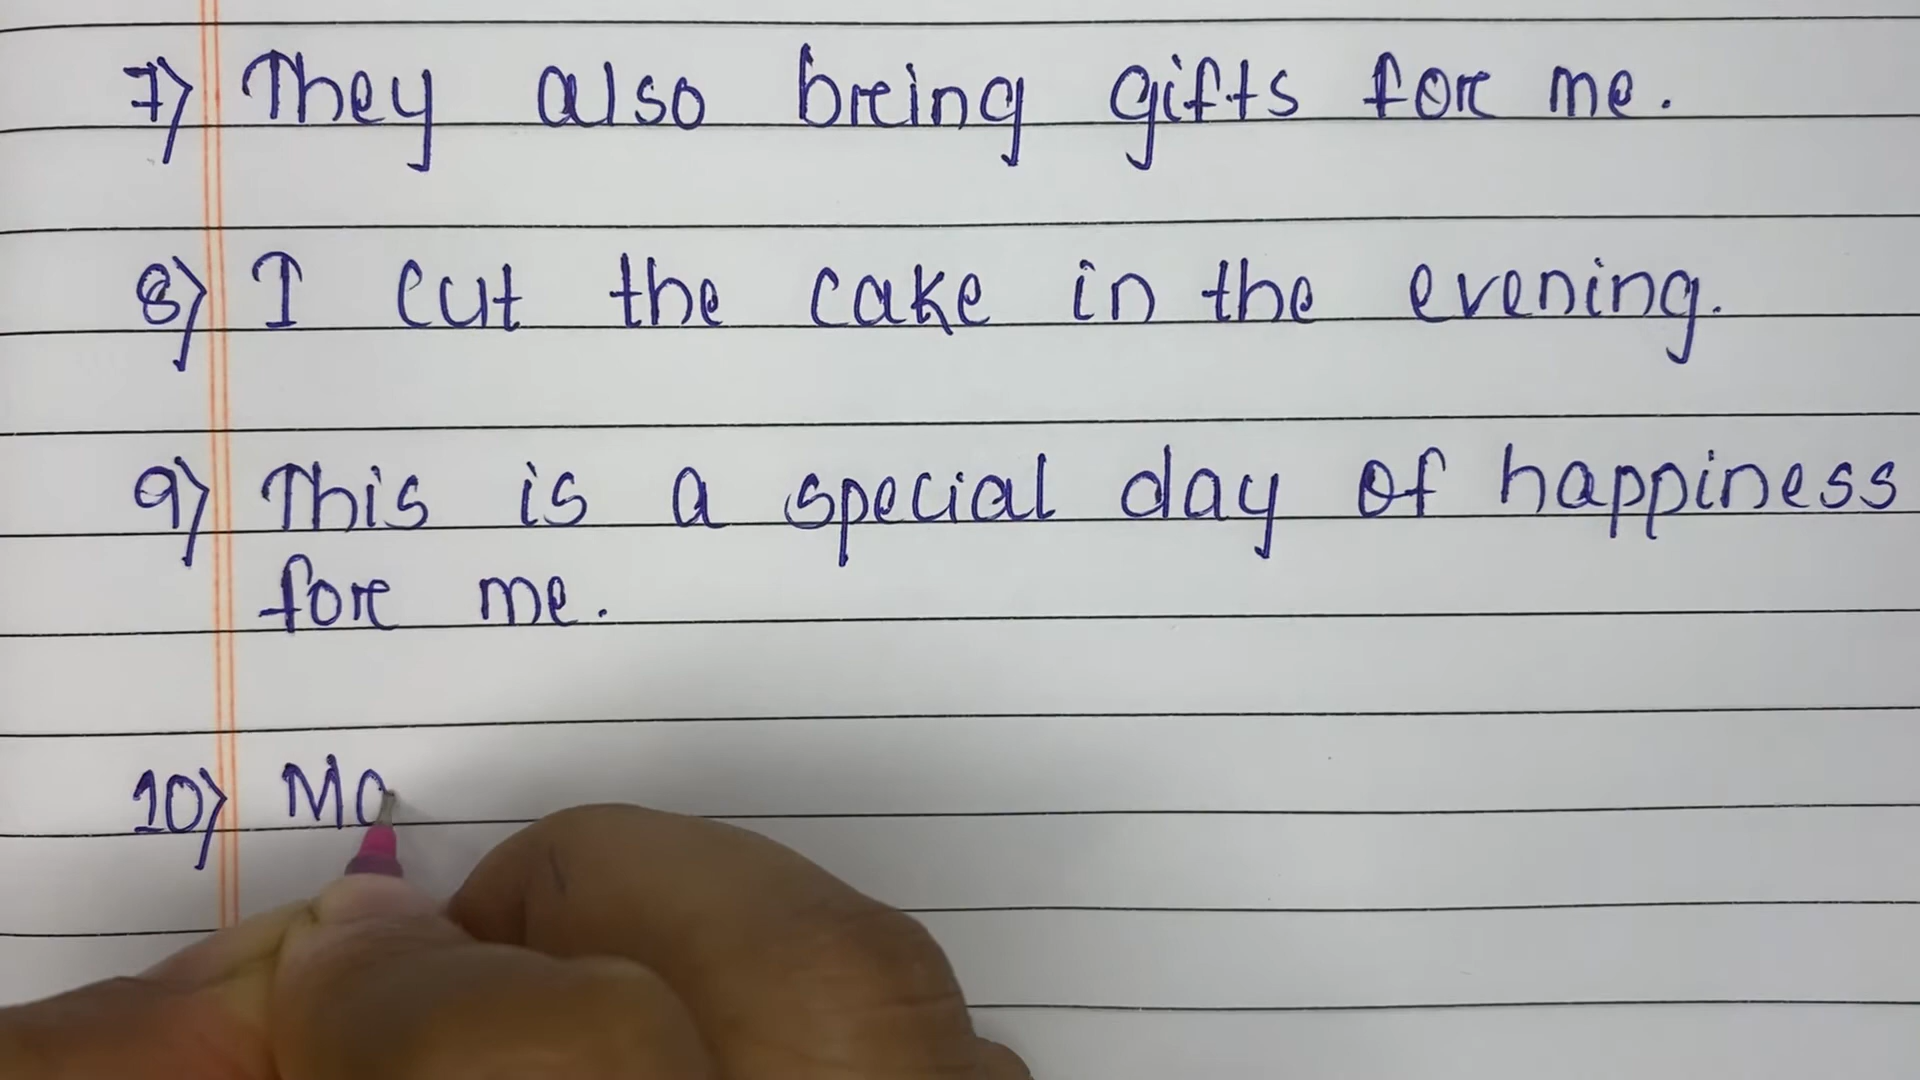 7) They also bring gifts for me.
8) I cut the cake in the evening.
9) This is a special day of happiness
for me.
10) Mo